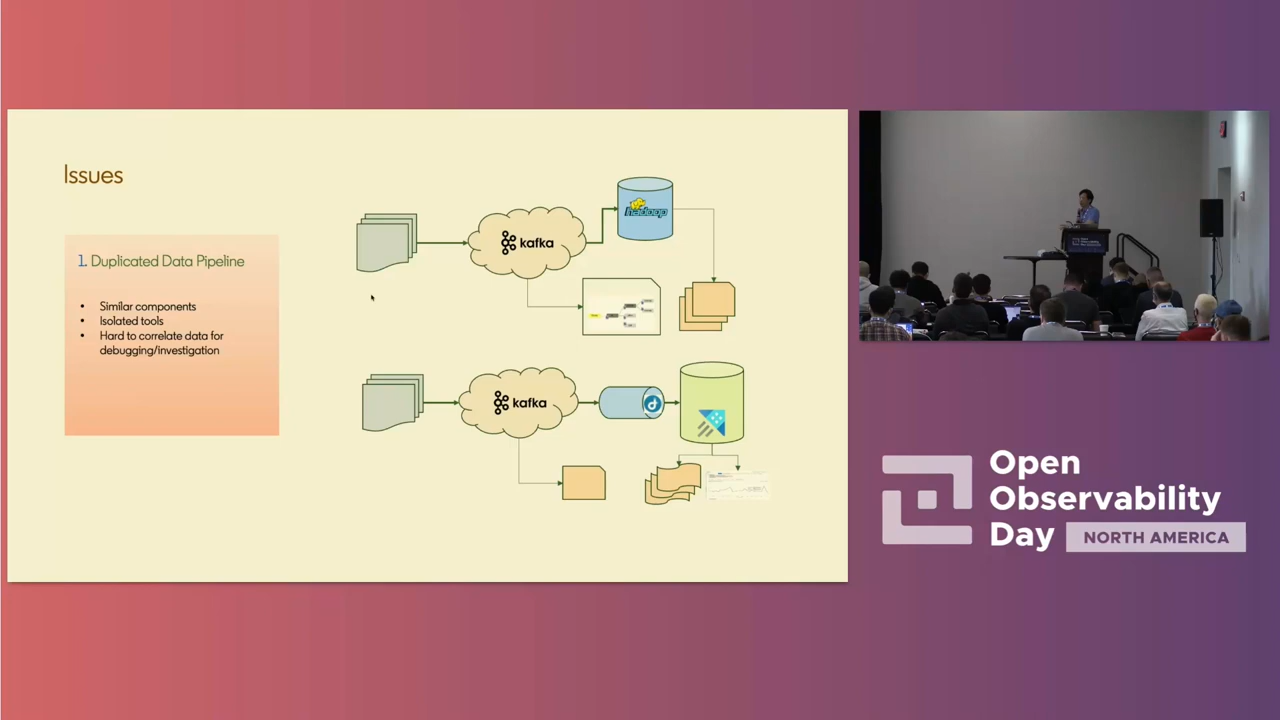 Issues
1. Duplicated Data Pipeline
• Similar components
• Isolated tools
• Hard to correlate data for
debugging/investigation
kafka
hadoop
kafka
Open
Observability
Day
NORTH AMERICA